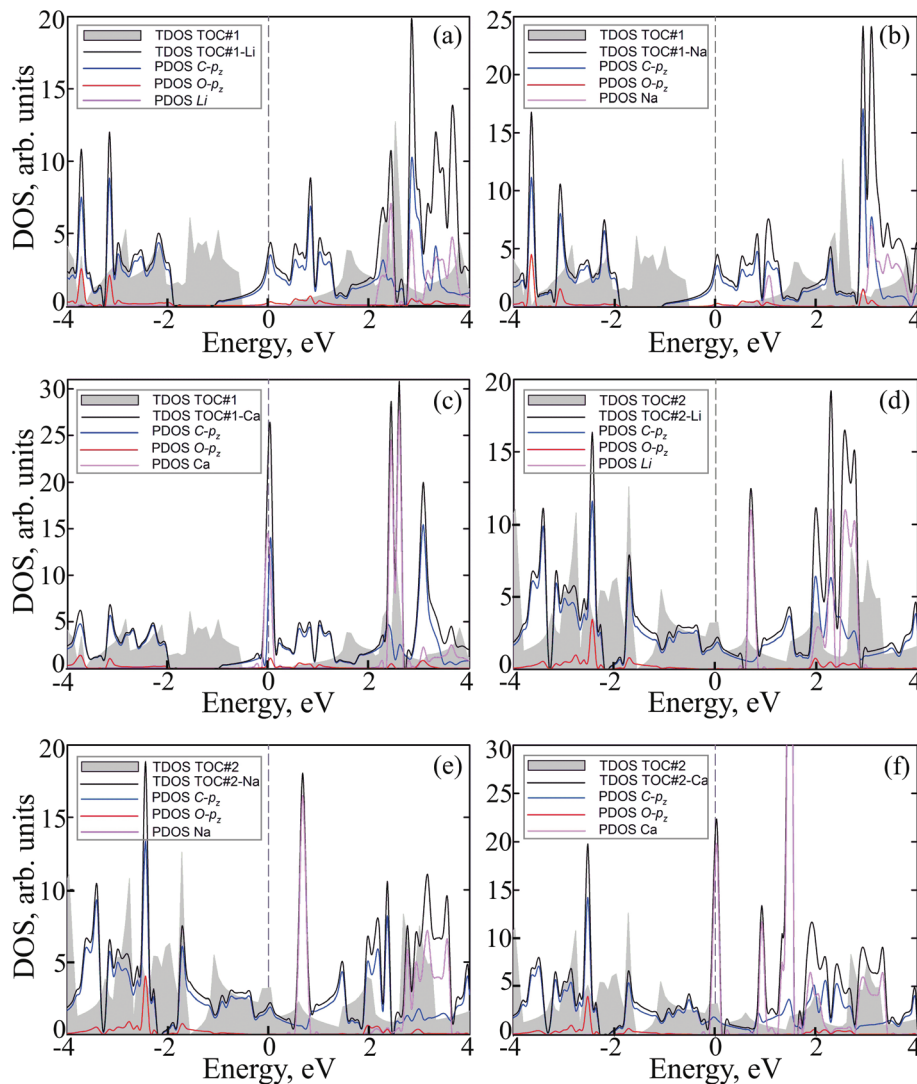 (a)
TDOS TOC#1
TDOS TOC#1-Li
PDOS C-pz
PDOS O-pz
PDOS Li
20
15
10
5
0
DOS, arb. units
-4 -2 0 2 4
Energy, eV
(b)
TDOS TOC#1
TDOS TOC#1-Na
PDOS C-pz
PDOS O-pz
PDOS Na
25
20
15
10
5
0
-4 -2 0 2 4
Energy, eV
(c)
TDOS TOC#1
TDOS TOC#1-Ca
PDOS C-pz
PDOS O-pz
PDOS Ca
30
25
20
15
10
5
0
DOS, arb. units
-4 -2 0 2 4
Energy, eV
(d)
TDOS TOC#2
TDOS TOC#2-Li
PDOS C-pz
PDOS O-pz
PDOS Li
20
15
10
5
0
-4 -2 0 2 4
Energy, eV
(e)
TDOS TOC#2
TDOS TOC#2-Na
PDOS C-pz
PDOS O-pz
PDOS Na
20
15
10
5
0
DOS, arb. units
-4 -2 0 2 4
Energy, eV
(f)
TDOS TOC#2
TDOS TOC#2-Ca
PDOS C-pz
PDOS O-pz
PDOS Ca
30
25
20
15
10
5
0
-4 -2 0 2 4
Energy, eV